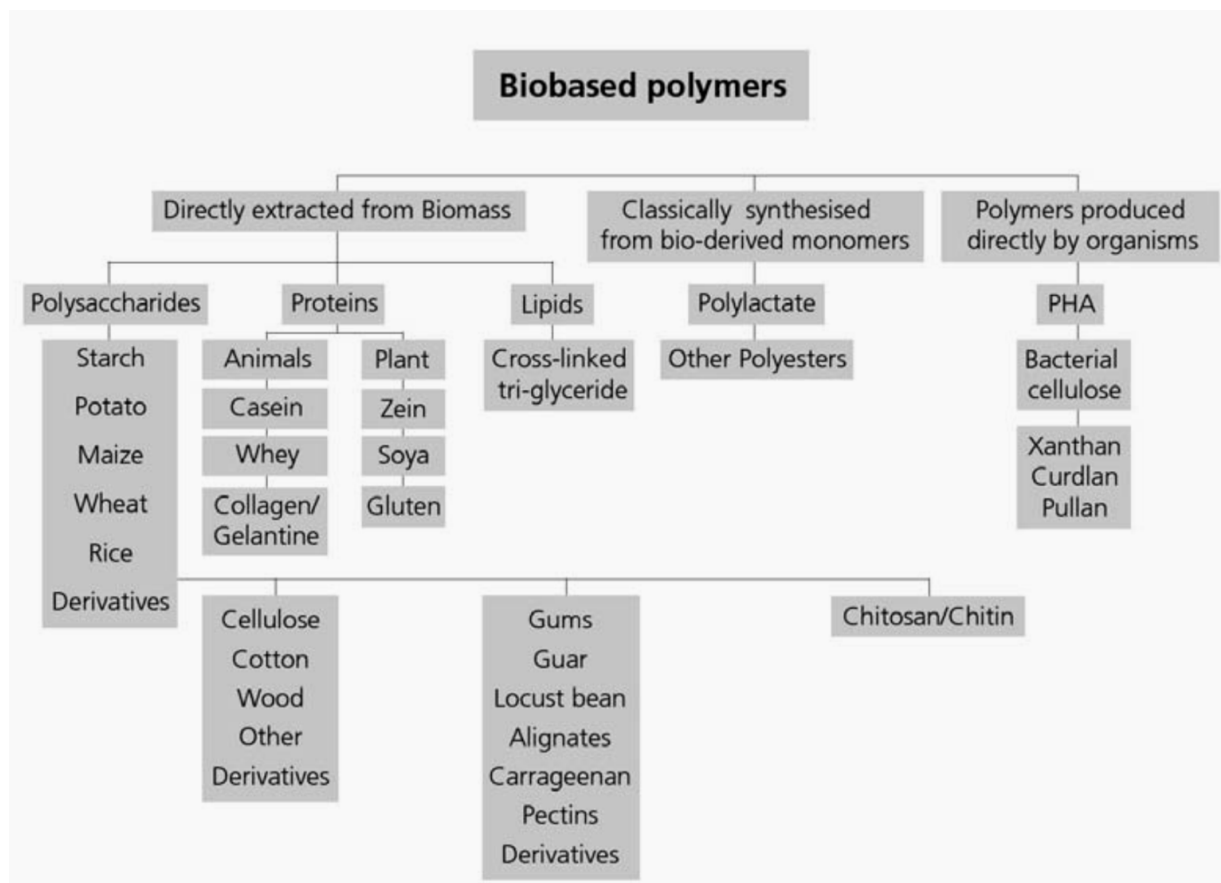 Biobased polymers
Directly extracted from Biomass
Classically synthesised
from bio-derived monomers
Polymers produced
directly by organisms
Polysaccharides
Proteins
Lipids
Polylactate
PHA
Starch
Potato
Maize
Wheat
Rice
Derivatives
Animals
Casein
Whey
Collagen/
Gelantine
Plant
Zein
Soya
Gluten
Cross-linked
tri-glyceride
Other Polyesters
Bacterial
cellulose
Xanthan
Curdlan
Pullan
Cellulose
Cotton
Wood
Other
Derivatives
Gums
Guar
Locust bean
Alignates
Carrageenan
Pectins
Derivatives
Chitosan/Chitin